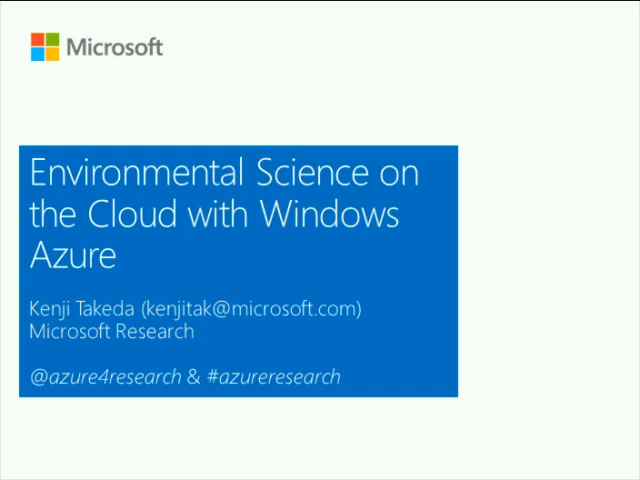 Microsoft
Environmental Science on
the Cloud with Windows
Azure
Kenji Takeda (kenjitak@microsoft.com)
Microsoft Research
@azure4research & #azureresearch